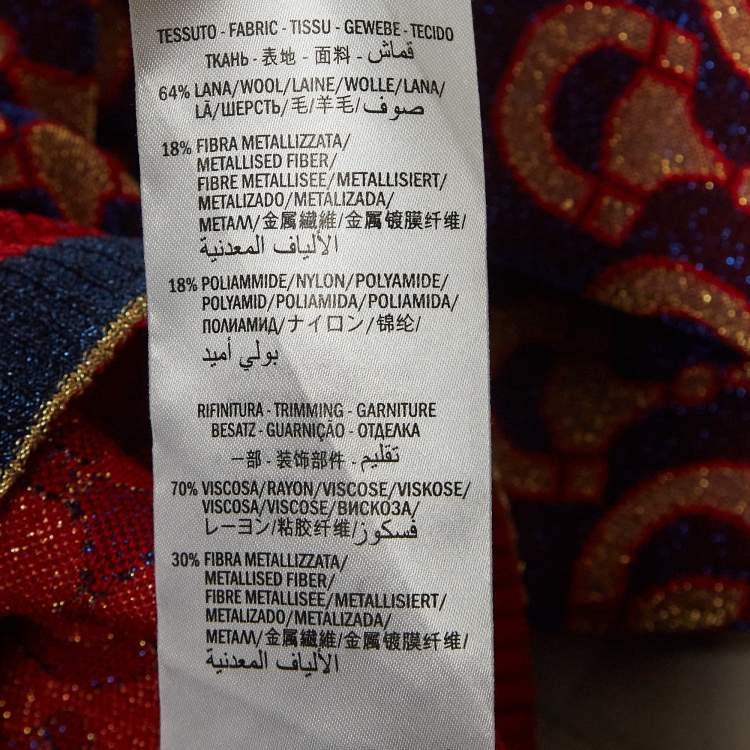 TESSUTO - FABRIC - TISSU - GEWEBE - TECIDO
ТКАНЬ - 表地 - 面料 - قماش
64% LANA/WOOL/LAINE/WOLLE/LANA/
LÃ/ШЕРСТЬ/毛/羊毛/صوف
18% FIBRA METALLIZZATA/
METALLISED FIBER/
FIBRE METALLISEE/METALLISIERT/
METALIZADO/METALIZADA/
МЕТАЛЛ/金属繊維/金属镀膜纤维/
الألياف المعدنية
18% POLIAMMIDE/NYLON/POLYAMIDE/
POLYAMID/POLIAMIDA/POLIAMIDA/
ПОЛИАМИД/ナイロン/锦纶/
بولي أميد
RIFINITURA - TRIMMING - GARNITURE
BESATZ - GUARNIÇÃO - ОТДЕЛКА
一部 - 装饰部件 - تقليم
70% VISCOSA/RAYON/VISCOSE/VISKOSE/
VISCOSA/VISCOSE/ВИСКОЗА/
レーヨン/粘胶纤维/فسكوز
30% FIBRA METALLIZZATA/
METALLISED FIBER/
FIBRE METALLISEE/METALLISIERT/
METALIZADO/METALIZADA/
МЕТАЛЛ/金属繊維/金属镀膜纤维/
الألياف المعدنية